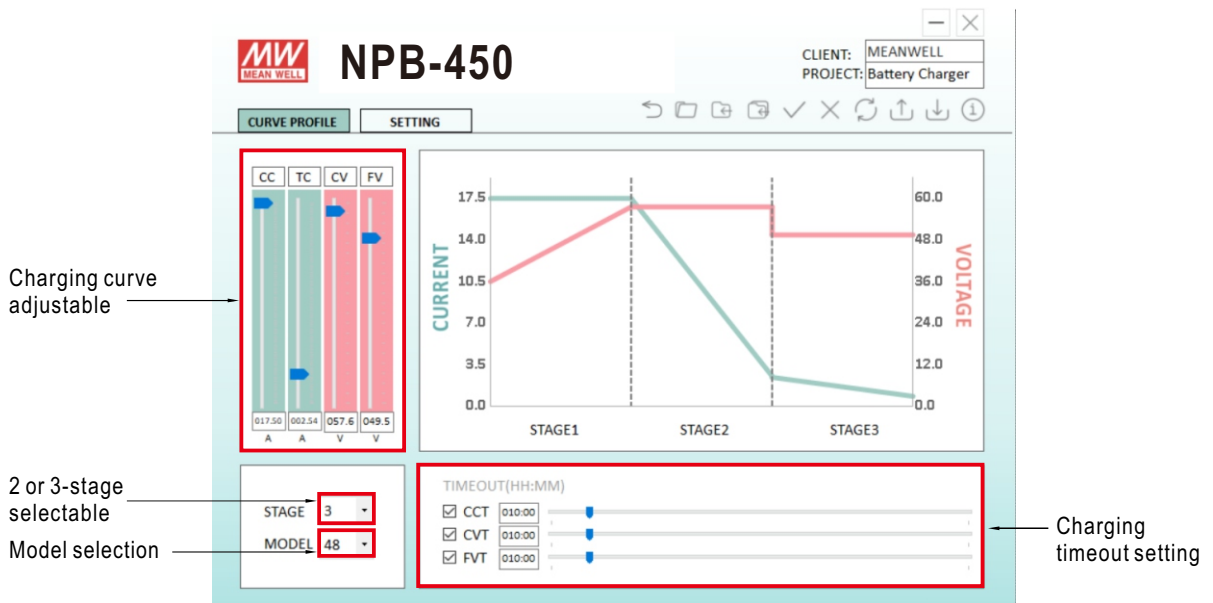 MW
MEAN WELL
NPB-450
CLIENT: MEANWELL
PROJECT: Battery Charger
CURVE PROFILE SETTING
i
CC TC CV FV
017.50 002.54 057.6 049.5
A A V V
CURRENT
17.5
14.0
10.5
7.0
3.5
0.0
60.0
48.0
36.0
24.0
12.0
0.0
VOLTAGE
STAGE1 STAGE2 STAGE3
Charging curve
adjustable
2 or 3-stage
selectable
Model selection
STAGE 3
MODEL 48
TIMEOUT(HH:MM)
CCT 010:00
CVT 010:00
FVT 010:00
Charging
timeout setting